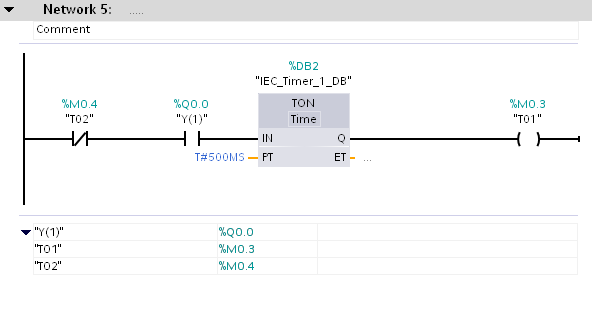 Network 5: .....
Comment
%DB2
"IEC_Timer_1_DB"
%M0.4 %Q0.0 TON %M0.3
"T02" "Y(1)" Time "T01"
IN Q
T#500MS PT ET ...
"Y(1)" %Q0.0
"T01" %M0.3
"T02" %M0.4